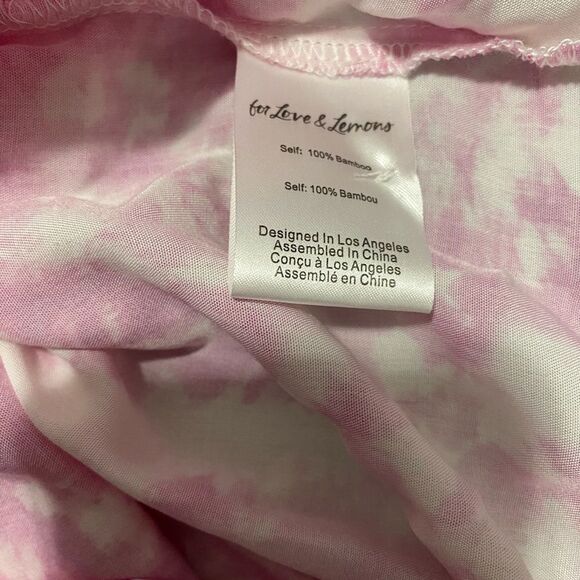 for Love & Lemons
Self: 100% Bamboo
Self: 100% Bambou
Designed In Los Angeles
Assembled In China
Conçu à Los Angeles
Assemblé en Chine